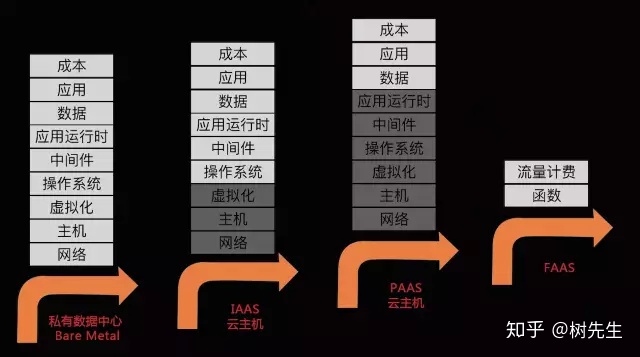 成本
应用
数据
应用运行时
中间件
操作系统
虚拟化
主机
网络
私有数据中心
Bare Metal
成本
应用
数据
应用运行时
中间件
操作系统
虚拟化
主机
网络
IAAS
云主机
成本
应用
数据
应用运行时
中间件
操作系统
虚拟化
主机
网络
PAAS
云主机
流量计费
函数
FAAS
知乎 @树先生